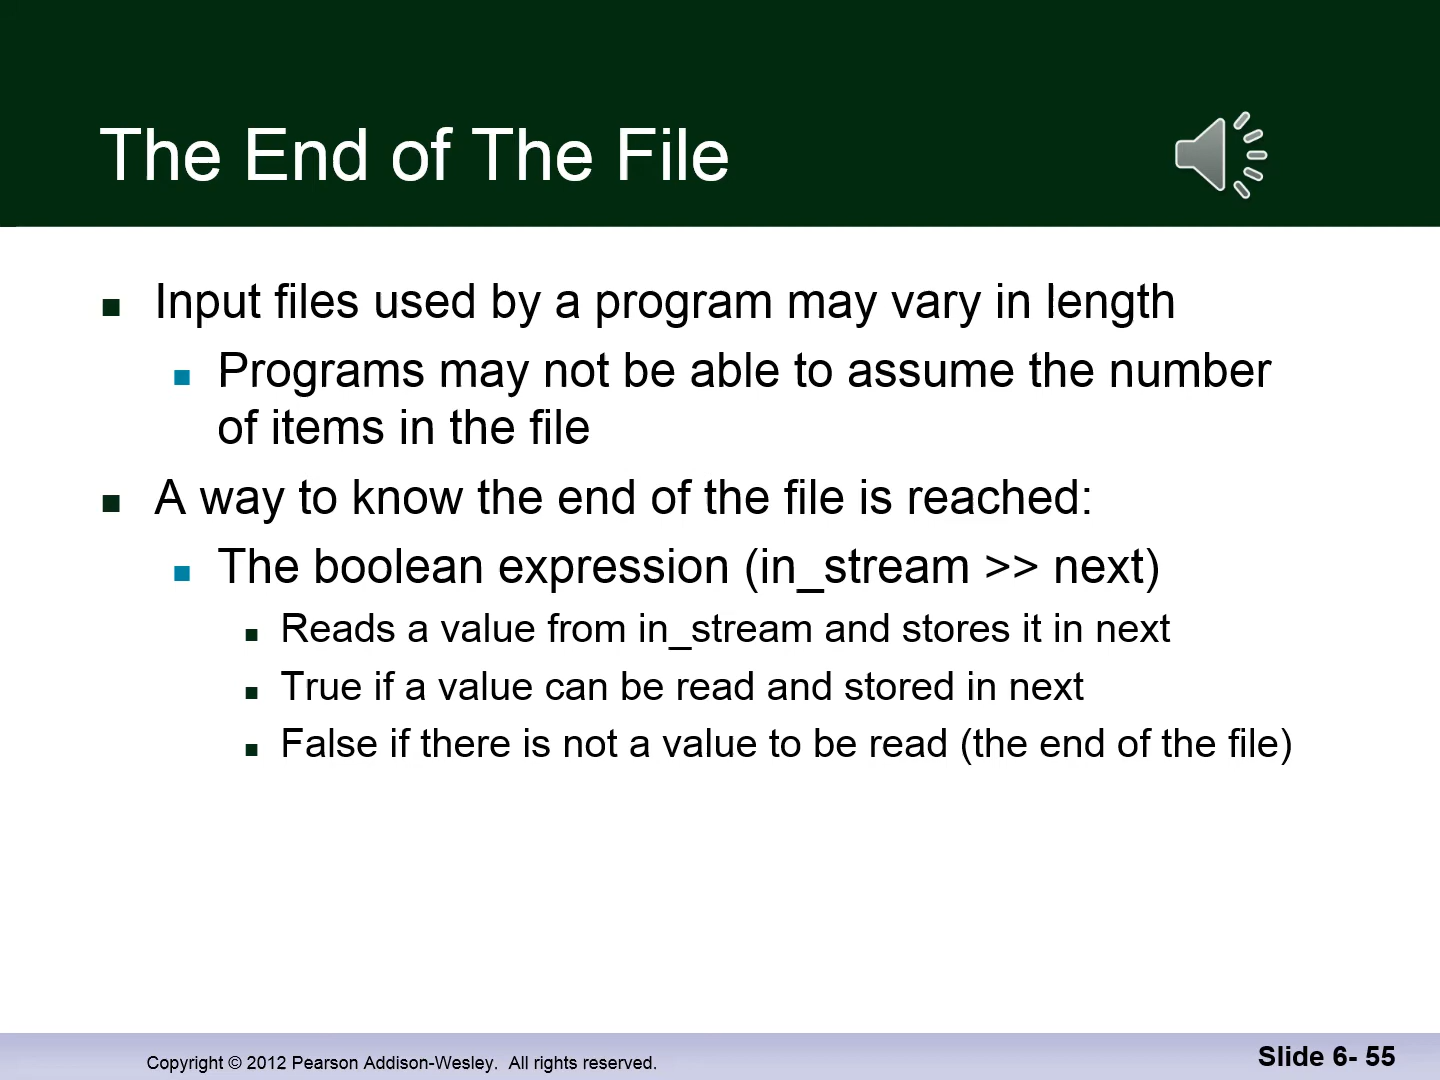 The End of The File
Input files used by a program may vary in length
Programs may not be able to assume the number
of items in the file
A way to know the end of the file is reached:
The boolean expression (in_stream >> next)
Reads a value from in_stream and stores it in next
True if a value can be read and stored in next
False if there is not a value to be read (the end of the file)
Copyright © 2012 Pearson Addison-Wesley.  All rights reserved.
Slide 6- 55